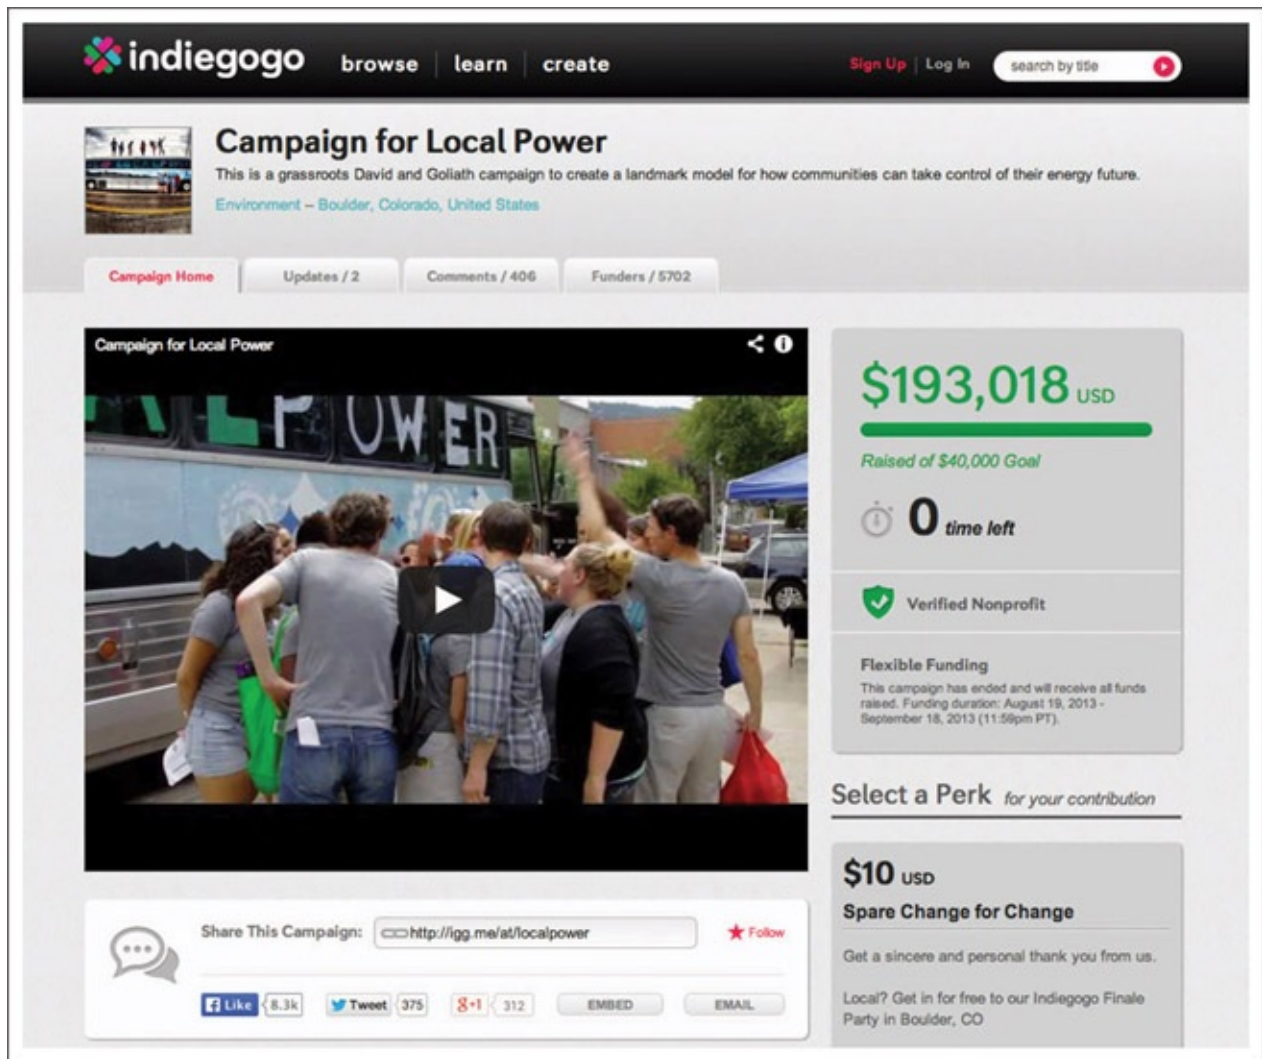 indiegogo browse learn create Sign Up Log In search by title
Campaign for Local Power
This is a grassroots David and Goliath campaign to create a landmark model for how communities can take control of their energy future.
Environment – Boulder, Colorado, United States
Campaign Home Updates / 2 Comments / 406 Funders / 5702
Campaign for Local Power
POWER
$193,018 USD
Raised of $40,000 Goal
0 time left
Verified Nonprofit
Flexible Funding
This campaign has ended and will receive all funds
raised. Funding duration: August 19, 2013 -
September 18, 2013 (11:59pm PT).
Select a Perk for your contribution
$10 USD
Spare Change for Change
Get a sincere and personal thank you from us.
Local? Get in for free to our Indiegogo Finale
Party in Boulder, CO
Share This Campaign: http://igg.me/at/localpower Follow
Like 8.3k Tweet 375 g+1 312 EMBED EMAIL